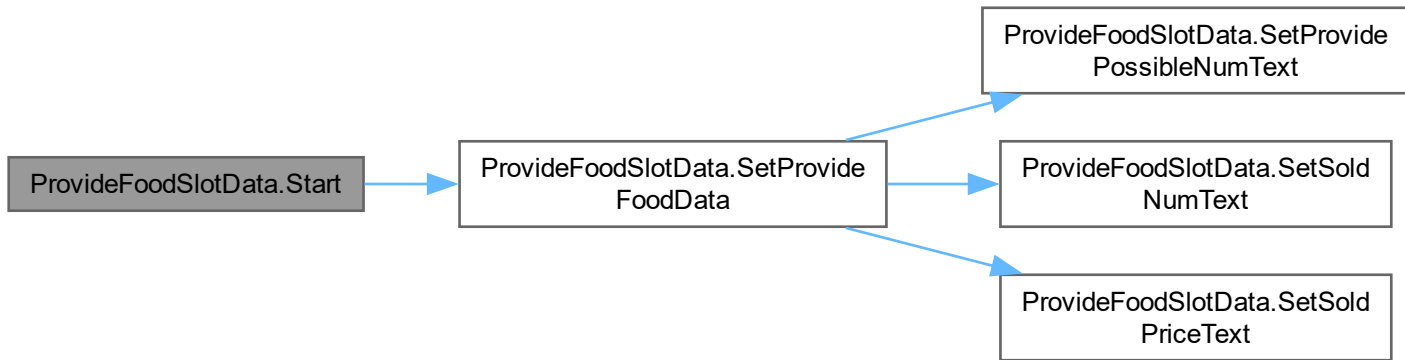 ProvideFoodSlotData.Start
ProvideFoodSlotData.SetProvide
FoodData
ProvideFoodSlotData.SetProvide
PossibleNumText
ProvideFoodSlotData.SetSold
NumText
ProvideFoodSlotData.SetSold
PriceText